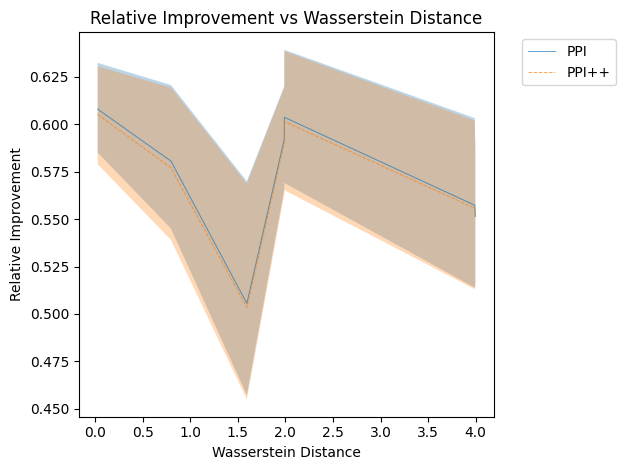 Relative Improvement vs Wasserstein Distance
PPI
PPI++
Relative Improvement
0.625
0.600
0.575
0.550
0.525
0.500
0.475
0.450
0.0 0.5 1.0 1.5 2.0 2.5 3.0 3.5 4.0
Wasserstein Distance